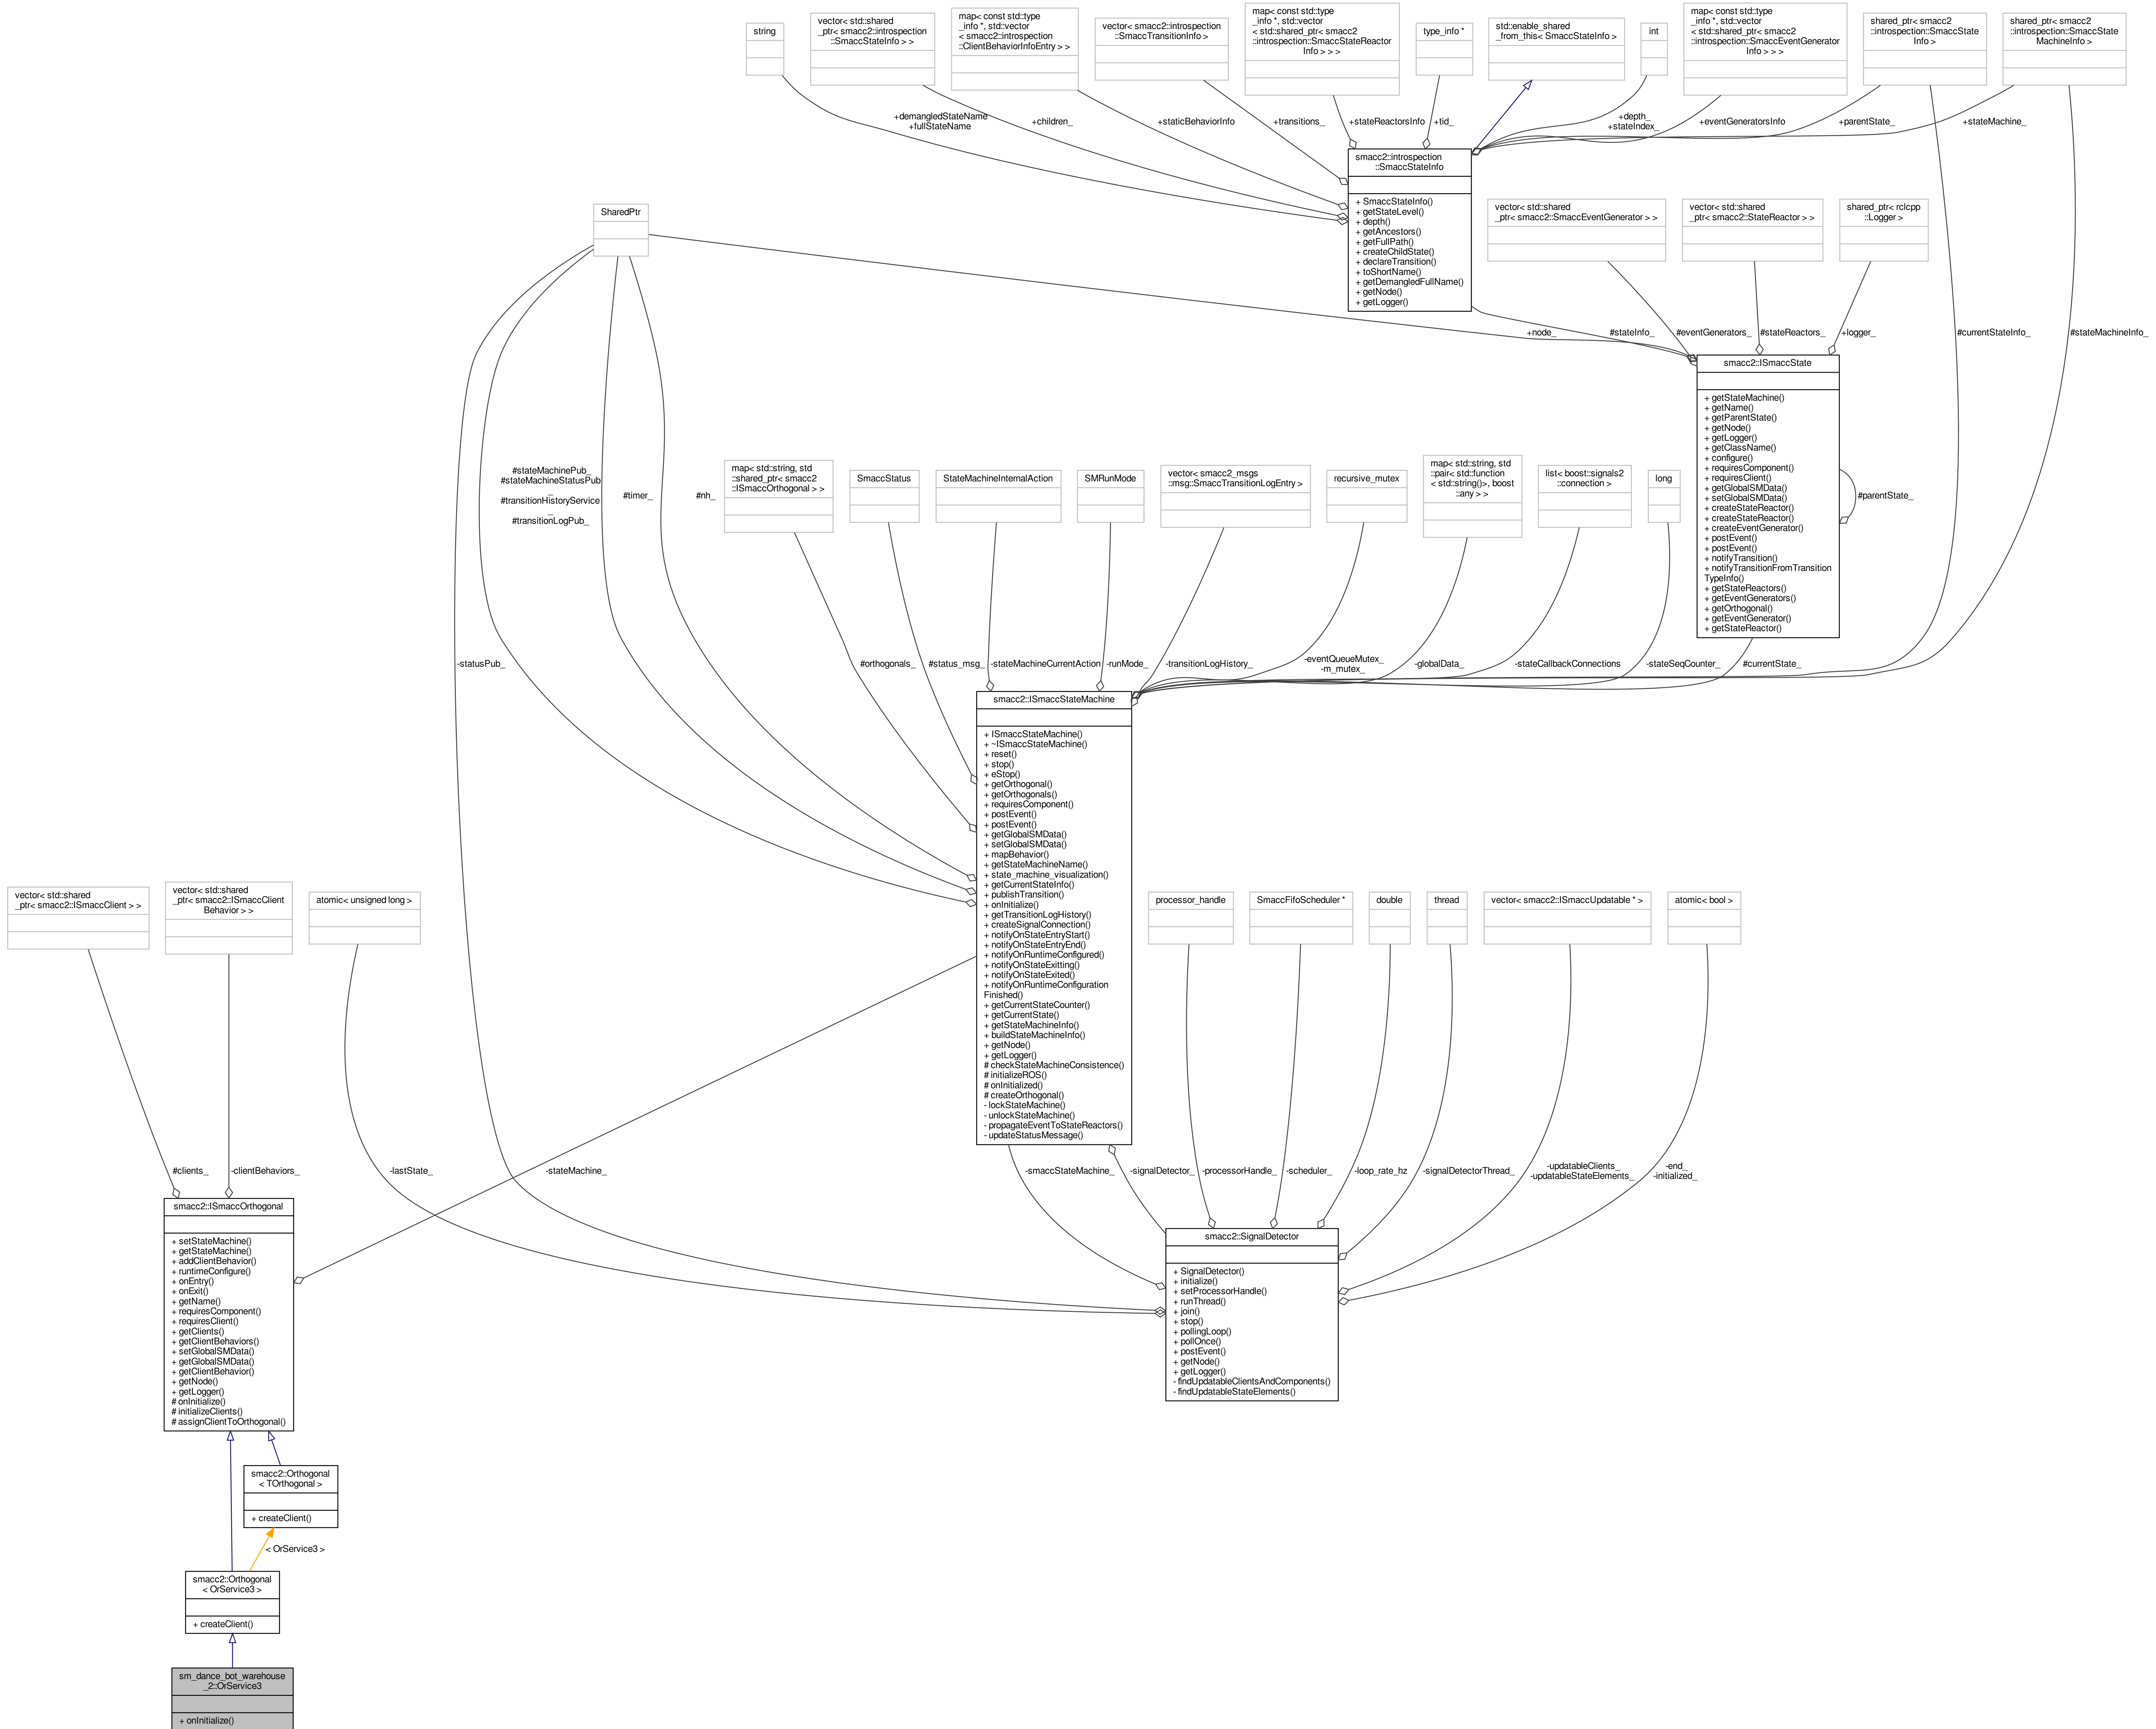 string
vector< std::shared
_ptr< smacc2::introspection
::SmaccStateInfo > >
map< const std::type
_info *, std::vector
< smacc2::introspection
::ClientBehaviorInfoEntry > >
vector< smacc2::introspection
::SmaccTransitionInfo >
map< const std::type
_info *, std::vector
< std::shared_ptr< smacc2
::introspection::SmaccStateReactor
Info > > >
type_info *
std::enable_shared
_from_this< SmaccStateInfo >
int
map< const std::type
_info *, std::vector
< std::shared_ptr< smacc2
::introspection::SmaccEventGenerator
Info > > >
shared_ptr< smacc2
::introspection::SmaccState
Info >
shared_ptr< smacc2
::introspection::SmaccState
MachineInfo >
+demangledStateName
+fullStateName
+children_
+staticBehaviorInfo
+transitions_
+stateReactorsInfo
+tid_
+depth_
+stateIndex_
+eventGeneratorsInfo
+parentState_
+stateMachine_
smacc2::introspection
::SmaccStateInfo
+ SmaccStateInfo()
+ getStateLevel()
+ depth()
+ getAncestors()
+ getFullPath()
+ createChildState()
+ declareTransition()
+ toShortName()
+ getDemangledFullName()
+ getNode()
+ getLogger()
SharedPtr
vector< std::shared
_ptr< smacc2::SmaccEventGenerator > >
vector< std::shared
_ptr< smacc2::StateReactor > >
shared_ptr< rclcpp
::Logger >
+node_
#stateInfo_
#eventGenerators_
#stateReactors_
+logger_
#currentStateInfo_
#stateMachineInfo_
smacc2::ISmaccState
+ getStateMachine()
+ getName()
+ getParentState()
+ getNode()
+ getLogger()
+ getClassName()
+ configure()
+ requiresComponent()
+ requiresClient()
+ getGlobalSMData()
+ setGlobalSMData()
+ createStateReactor()
+ createStateReactor()
+ createEventGenerator()
+ postEvent()
+ postEvent()
+ notifyTransition()
+ notifyTransitionFromTransition
TypeInfo()
+ getStateReactors()
+ getEventGenerators()
+ getOrthogonal()
+ getEventGenerator()
+ getStateReactor()
#parentState_
#stateMachinePub_
#stateMachineStatusPub
_
#transitionHistoryService
_
#transitionLogPub_
#timer_
#nh_
map< std::string, std
::shared_ptr< smacc2
::ISmaccOrthogonal > >
SmaccStatus
StateMachineInternalAction
SMRunMode
vector< smacc2_msgs
::msg::SmaccTransitionLogEntry >
recursive_mutex
map< std::string, std
::pair< std::function
< std::string()>, boost
::any > >
list< boost::signals2
::connection >
long
-statusPub_
#orthogonals_
#status_msg_
-stateMachineCurrentAction
-runMode_
-transitionLogHistory_
-eventQueueMutex_
-m_mutex_
-globalData_
-stateCallbackConnections
-stateSeqCounter_
#currentState_
smacc2::ISmaccStateMachine
+ ISmaccStateMachine()
+ ~ISmaccStateMachine()
+ reset()
+ stop()
+ eStop()
+ getOrthogonal()
+ getOrthogonals()
+ requiresComponent()
+ postEvent()
+ postEvent()
+ getGlobalSMData()
+ setGlobalSMData()
+ mapBehavior()
+ getStateMachineName()
+ state_machine_visualization()
+ getCurrentStateInfo()
+ publishTransition()
+ onInitialize()
+ getTransitionLogHistory()
+ createSignalConnection()
+ notifyOnStateEntryStart()
+ notifyOnStateEntryEnd()
+ notifyOnRuntimeConfigured()
+ notifyOnStateExitting()
+ notifyOnStateExited()
+ notifyOnRuntimeConfiguration
Finished()
+ getCurrentStateCounter()
+ getCurrentState()
+ getStateMachineInfo()
+ buildStateMachineInfo()
+ getNode()
+ getLogger()
# checkStateMachineConsistence()
# initializeROS()
# onInitialized()
# createOrthogonal()
- lockStateMachine()
- unlockStateMachine()
- propagateEventToStateReactors()
- updateStatusMessage()
vector< std::shared
_ptr< smacc2::ISmaccClient > >
vector< std::shared
_ptr< smacc2::ISmaccClient
Behavior > >
atomic< unsigned long >
processor_handle
SmaccFifoScheduler *
double
thread
vector< smacc2::ISmaccUpdatable * >
atomic< bool >
#clients_
-clientBehaviors_
-lastState_
-stateMachine_
-smaccStateMachine_
-signalDetector_
-processorHandle_
-scheduler_
-loop_rate_hz
-signalDetectorThread_
-updatableClients_
-updatableStateElements_
-end_
-initialized_
smacc2::ISmaccOrthogonal
+ setStateMachine()
+ getStateMachine()
+ addClientBehavior()
+ runtimeConfigure()
+ onEntry()
+ onExit()
+ getName()
+ requiresComponent()
+ requiresClient()
+ getClients()
+ getClientBehaviors()
+ setGlobalSMData()
+ getGlobalSMData()
+ getClientBehavior()
+ getNode()
+ getLogger()
# onInitialize()
# initializeClients()
# assignClientToOrthogonal()
smacc2::SignalDetector
+ SignalDetector()
+ initialize()
+ setProcessorHandle()
+ runThread()
+ join()
+ stop()
+ pollingLoop()
+ pollOnce()
+ postEvent()
+ getNode()
+ getLogger()
- findUpdatableClientsAndComponents()
- findUpdatableStateElements()
smacc2::Orthogonal
< TOrthogonal >
+ createClient()
< OrService3 >
smacc2::Orthogonal
< OrService3 >
+ createClient()
sm_dance_bot_warehouse
_2::OrService3
+ onInitialize()